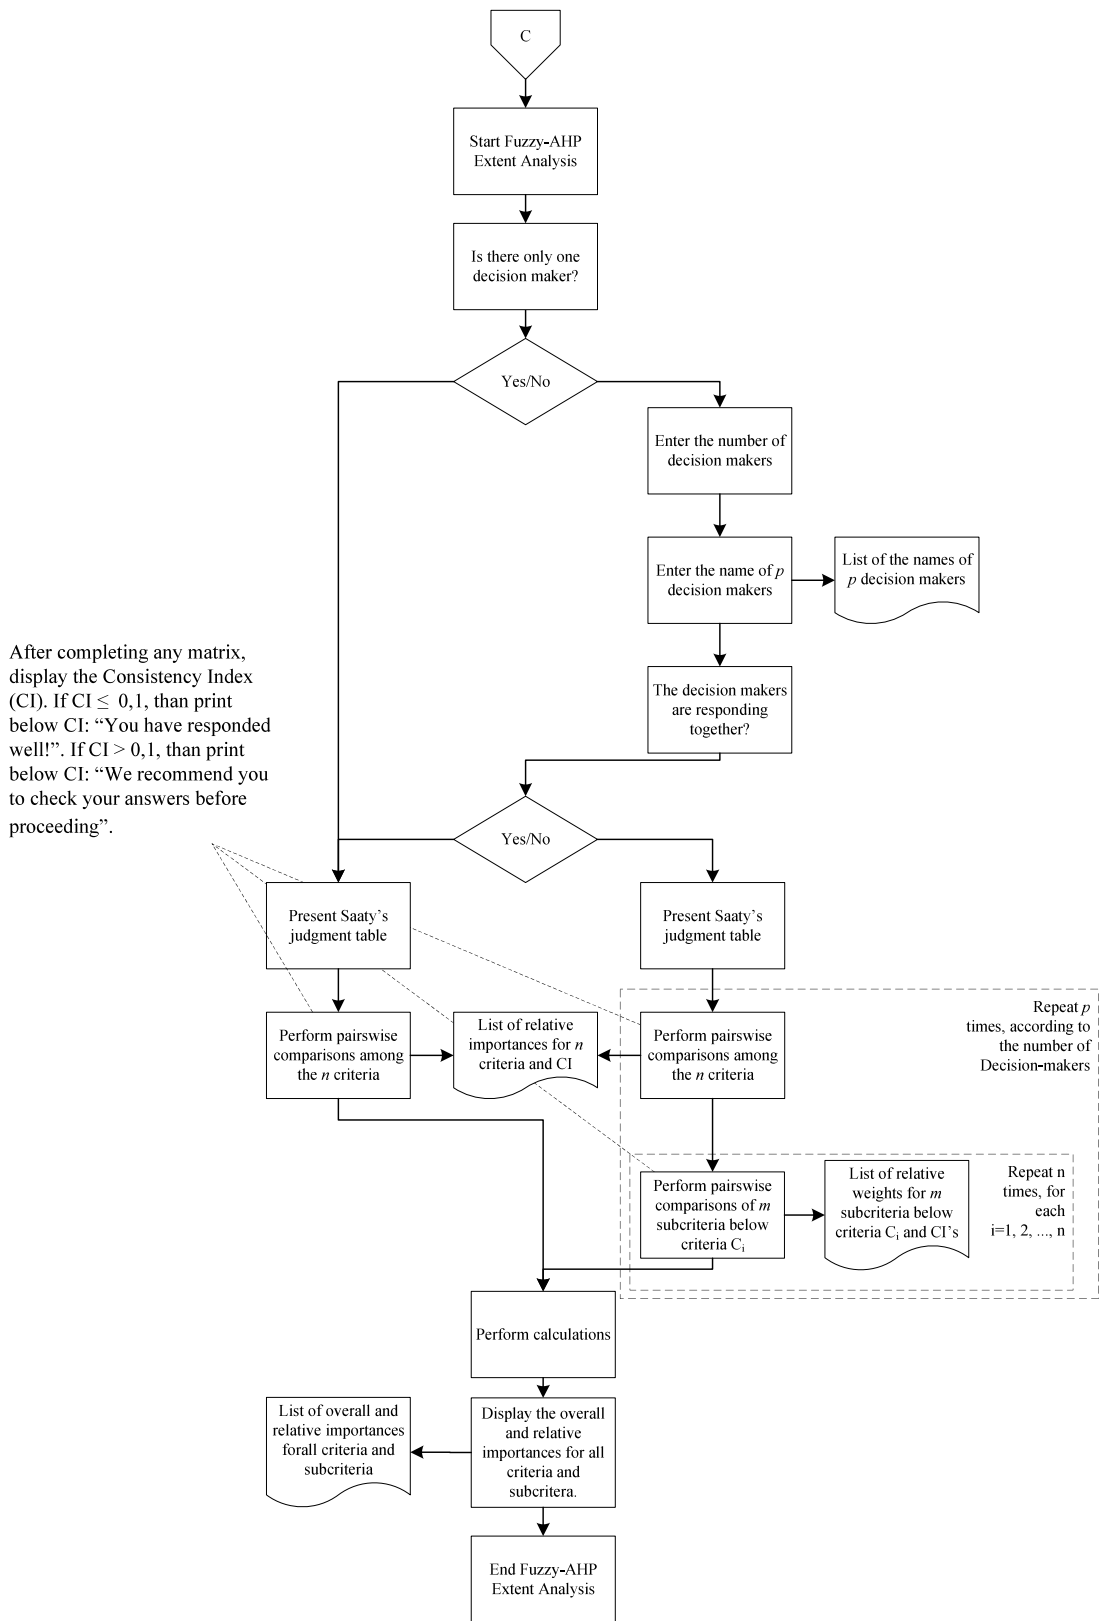 C
Start Fuzzy-AHP
Extent Analysis
Is there only one
decision maker?
Yes/No
Enter the number of
decision makers
Enter the name of p
decision makers
List of the names of
p decision makers
The decision makers
are responding
together?
After completing any matrix,
display the Consistency Index
(CI). If CI ≤ 0,1, than print
below CI: “You have responded
well!”. If CI > 0,1, than print
below CI: “We recommend you
to check your answers before
proceeding”.
Yes/No
Present Saaty’s
judgment table
Present Saaty’s
judgment table
Perform pairswise
comparisons among
the n criteria
List of relative
importances for n
criteria and CI
Perform pairwise
comparisons among
the n criteria
Repeat p
times, according to
the number of
Decision-makers
Perform pairwise
comparisons of m
subcriteria below
criteria Ci
List of relative
weights for m
subcriteria below
criteria Ci and CI’s
Repeat n
times, for
each
i=1, 2, ..., n
Perform calculations
List of overall and
relative importances
forall criteria and
subcriteria
Display the overall
and relative
importances for all
criteria and
subcritera.
End Fuzzy-AHP
Extent Analysis